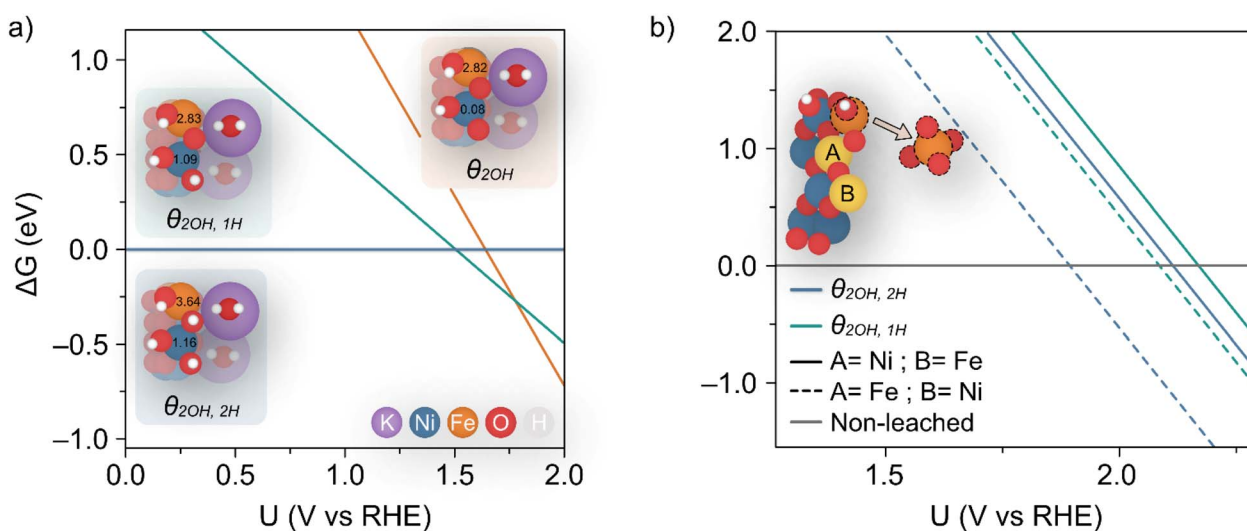 a)
ΔG (eV)
1.0
0.5
0.0
−0.5
−1.0
0.0
0.5
1.0
1.5
2.0
U (V vs RHE)
2.83
1.09
θ2OH, 1H
2.82
0.08
θ2OH
3.64
1.16
θ2OH, 2H
K Ni Fe O H
b)
2.0
1.0
0.0
−1.0
1.5
2.0
U (V vs RHE)
A
B
θ2OH, 2H
θ2OH, 1H
A= Ni ; B= Fe
A= Fe ; B= Ni
Non-leached